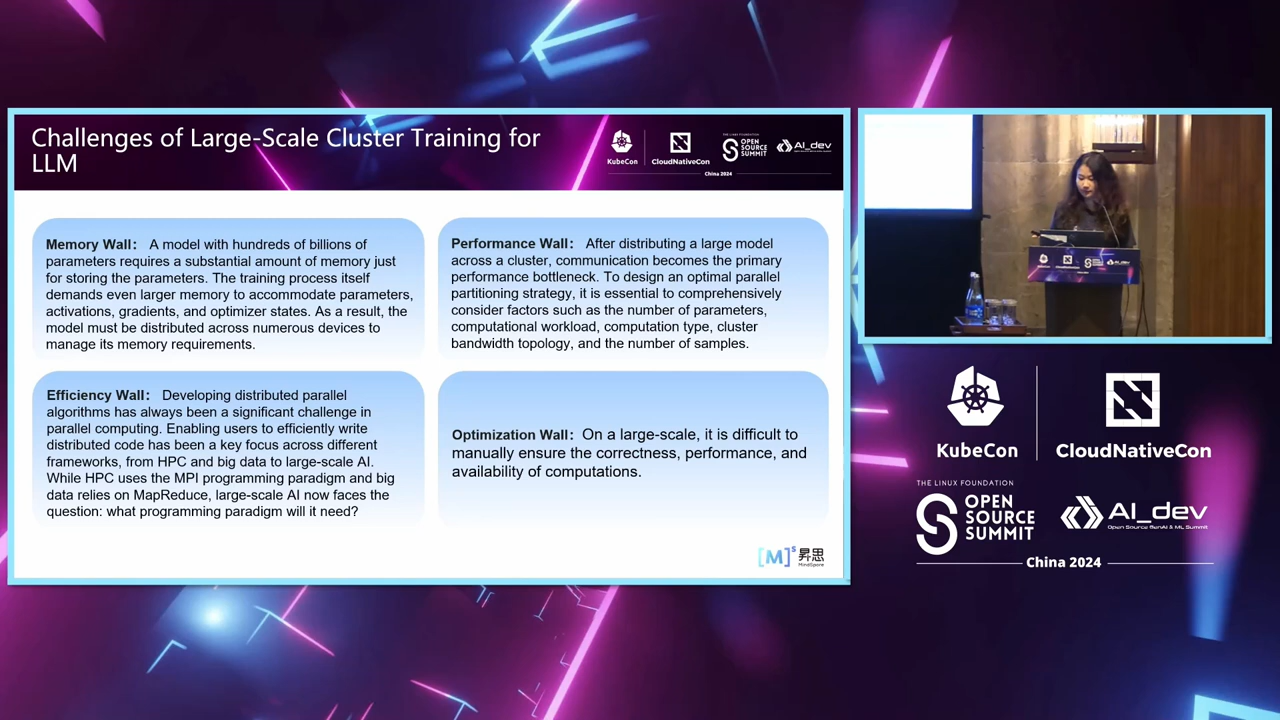 Challenges of Large-Scale Cluster Training for
LLM
KubeCon
CloudNativeCon
THE LINUX FOUNDATION
OPEN
SOURCE
SUMMIT
AI_dev
China 2024
Memory Wall： A model with hundreds of billions of
parameters requires a substantial amount of memory just
for storing the parameters. The training process itself
demands even larger memory to accommodate parameters,
activations, gradients, and optimizer states. As a result, the
model must be distributed across numerous devices to
manage its memory requirements.
Performance Wall： After distributing a large model
across a cluster, communication becomes the primary
performance bottleneck. To design an optimal parallel
partitioning strategy, it is essential to comprehensively
consider factors such as the number of parameters,
computational workload, computation type, cluster
bandwidth topology, and the number of samples.
Efficiency Wall： Developing distributed parallel
algorithms has always been a significant challenge in
parallel computing. Enabling users to efficiently write
distributed code has been a key focus across different
frameworks, from HPC and big data to large-scale AI.
While HPC uses the MPI programming paradigm and big
data relies on MapReduce, large-scale AI now faces the
question: what programming paradigm will it need?
Optimization Wall：On a large-scale, it is difficult to
manually ensure the correctness, performance, and
availability of computations.
[M]s 昇思
MindSpore
KubeCon
CloudNativeCon
THE LINUX FOUNDATION
OPEN
SOURCE
SUMMIT
AI_dev
Open Source GenAI & ML Summit
China 2024